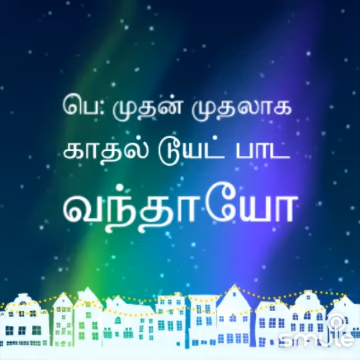 பெ: முதன் முதலாக
காதல் டூயட் பாட
வந்தாயோ
smule